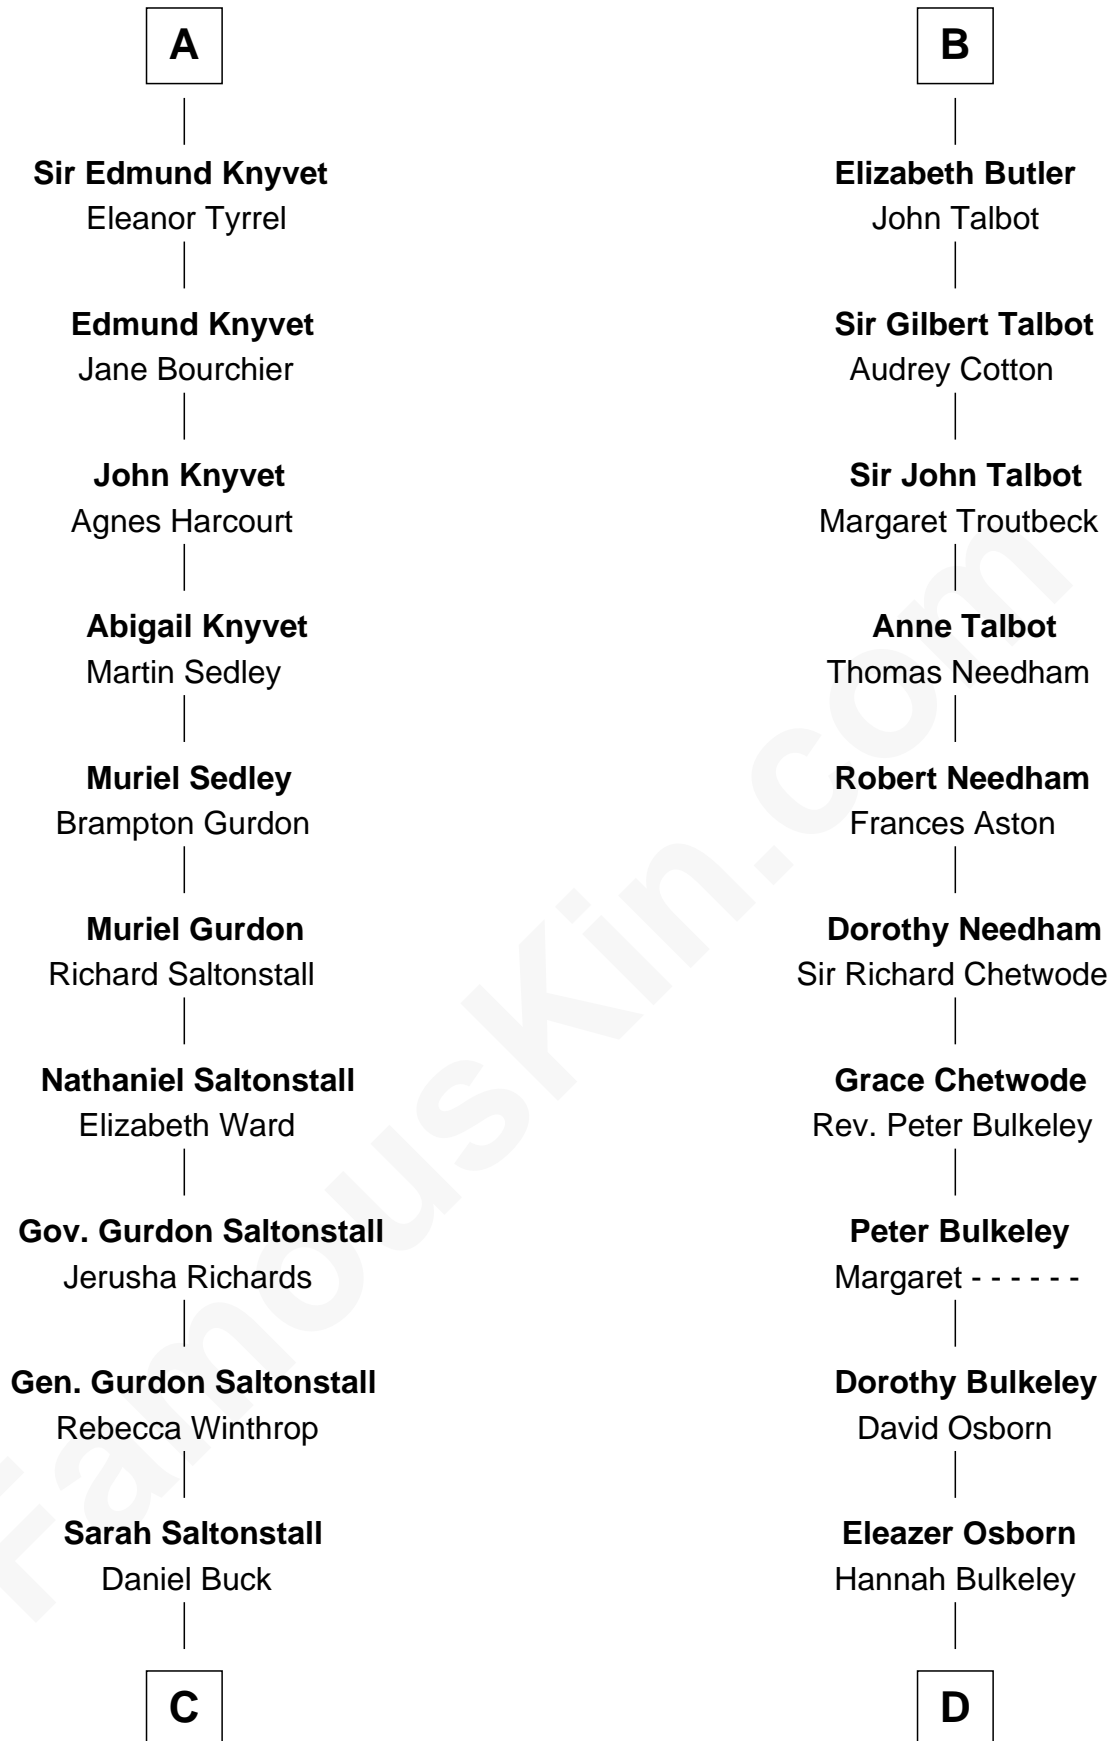 A
Sir Edmund Knyvet
Eleanor Tyrrel
Edmund Knyvet
Jane Bourchier
John Knyvet
Agnes Harcourt
Abigail Knyvet
Martin Sedley
Muriel Sedley
Brampton Gurdon
Muriel Gurdon
Richard Saltonstall
Nathaniel Saltonstall
Elizabeth Ward
Gov. Gurdon Saltonstall
Jerusha Richards
Gen. Gurdon Saltonstall
Rebecca Winthrop
Sarah Saltonstall
Daniel Buck
C
B
Elizabeth Butler
John Talbot
Sir Gilbert Talbot
Audrey Cotton
Sir John Talbot
Margaret Troutbeck
Anne Talbot
Thomas Needham
Robert Needham
Frances Aston
Dorothy Needham
Sir Richard Chetwode
Grace Chetwode
Rev. Peter Bulkeley
Peter Bulkeley
Margaret - - - - - -
Dorothy Bulkeley
David Osborn
Eleazer Osborn
Hannah Bulkeley
D
FamousKin.com